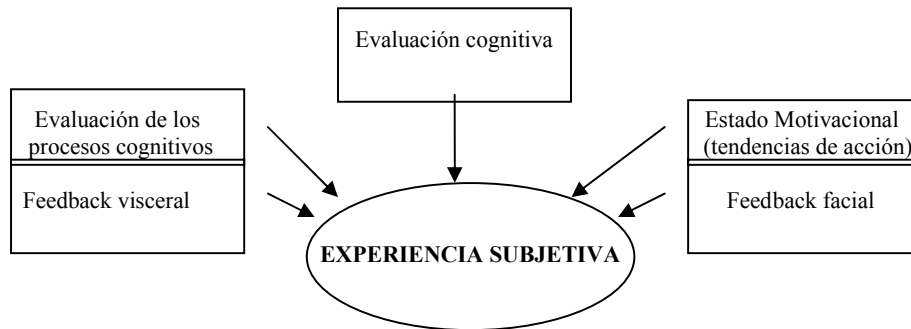 Evaluación cognitiva
Evaluación de los
procesos cognitivos
Estado Motivacional
(tendencias de acción)
Feedback visceral
Feedback facial
EXPERIENCIA SUBJETIVA